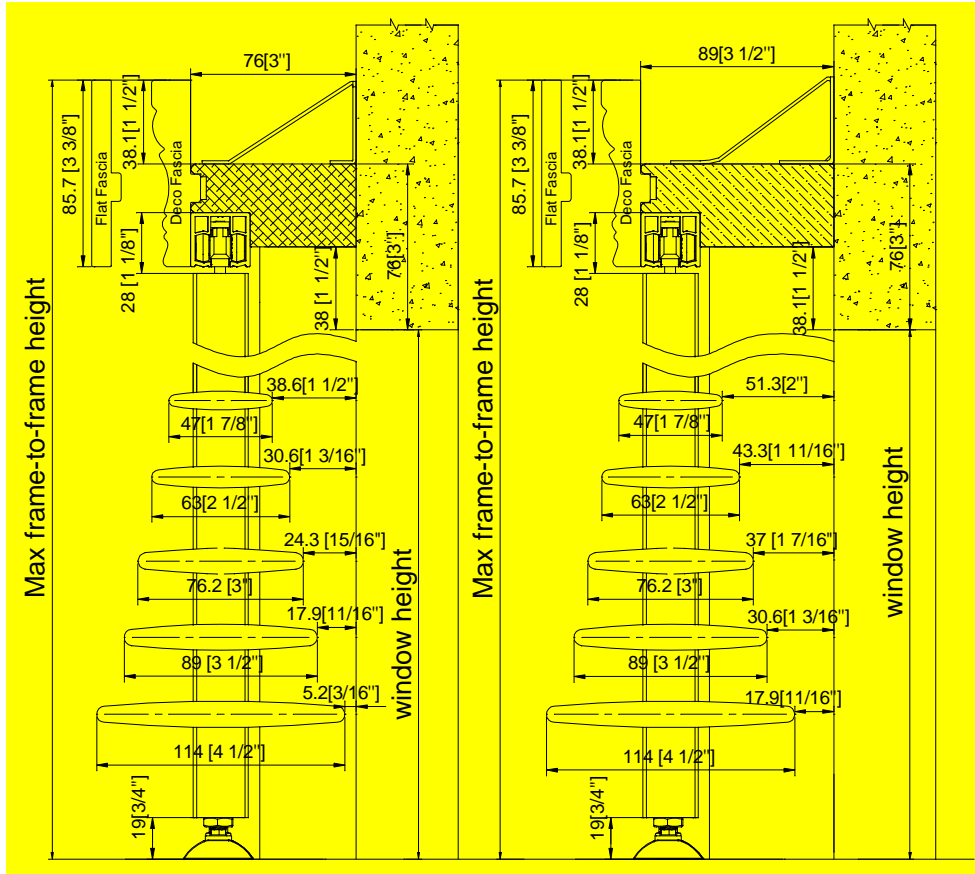 76[3"]
85.7 [3 3/8"]
Flat Fascia
38.1[1 1/2"]
Deco Fascia
28 [1 1/8"]
38 [1 1/2"]
76[3"]
Max frame-to-frame height
38.6[1 1/2"]
47[1 7/8"]
30.6[1 3/16"]
63[2 1/2"]
24.3 [15/16"]
76.2 [3"]
17.9[11/16"]
89 [3 1/2"]
5.2[3/16"]
114 [4 1/2"]
19[3/4"]
window height
89[3 1/2"]
85.7 [3 3/8"]
Flat Fascia
38.1[1 1/2"]
Deco Fascia
28 [1 1/8"]
38.1[1 1/2"]
76[3"]
Max frame-to-frame height
51.3[2"]
47[1 7/8"]
43.3[1 11/16"]
63[2 1/2"]
37 [1 7/16"]
76.2 [3"]
30.6[1 3/16"]
89 [3 1/2"]
17.9[11/16"]
114 [4 1/2"]
19[3/4"]
window height